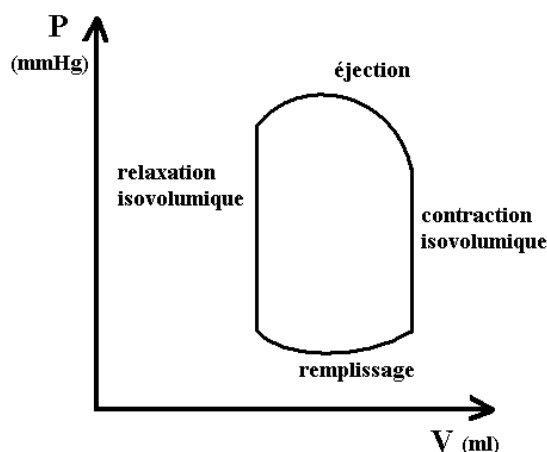 P
(mmHg)
éjection
relaxation
isovolumique
contraction
isovolumique
remplissage
V (ml)